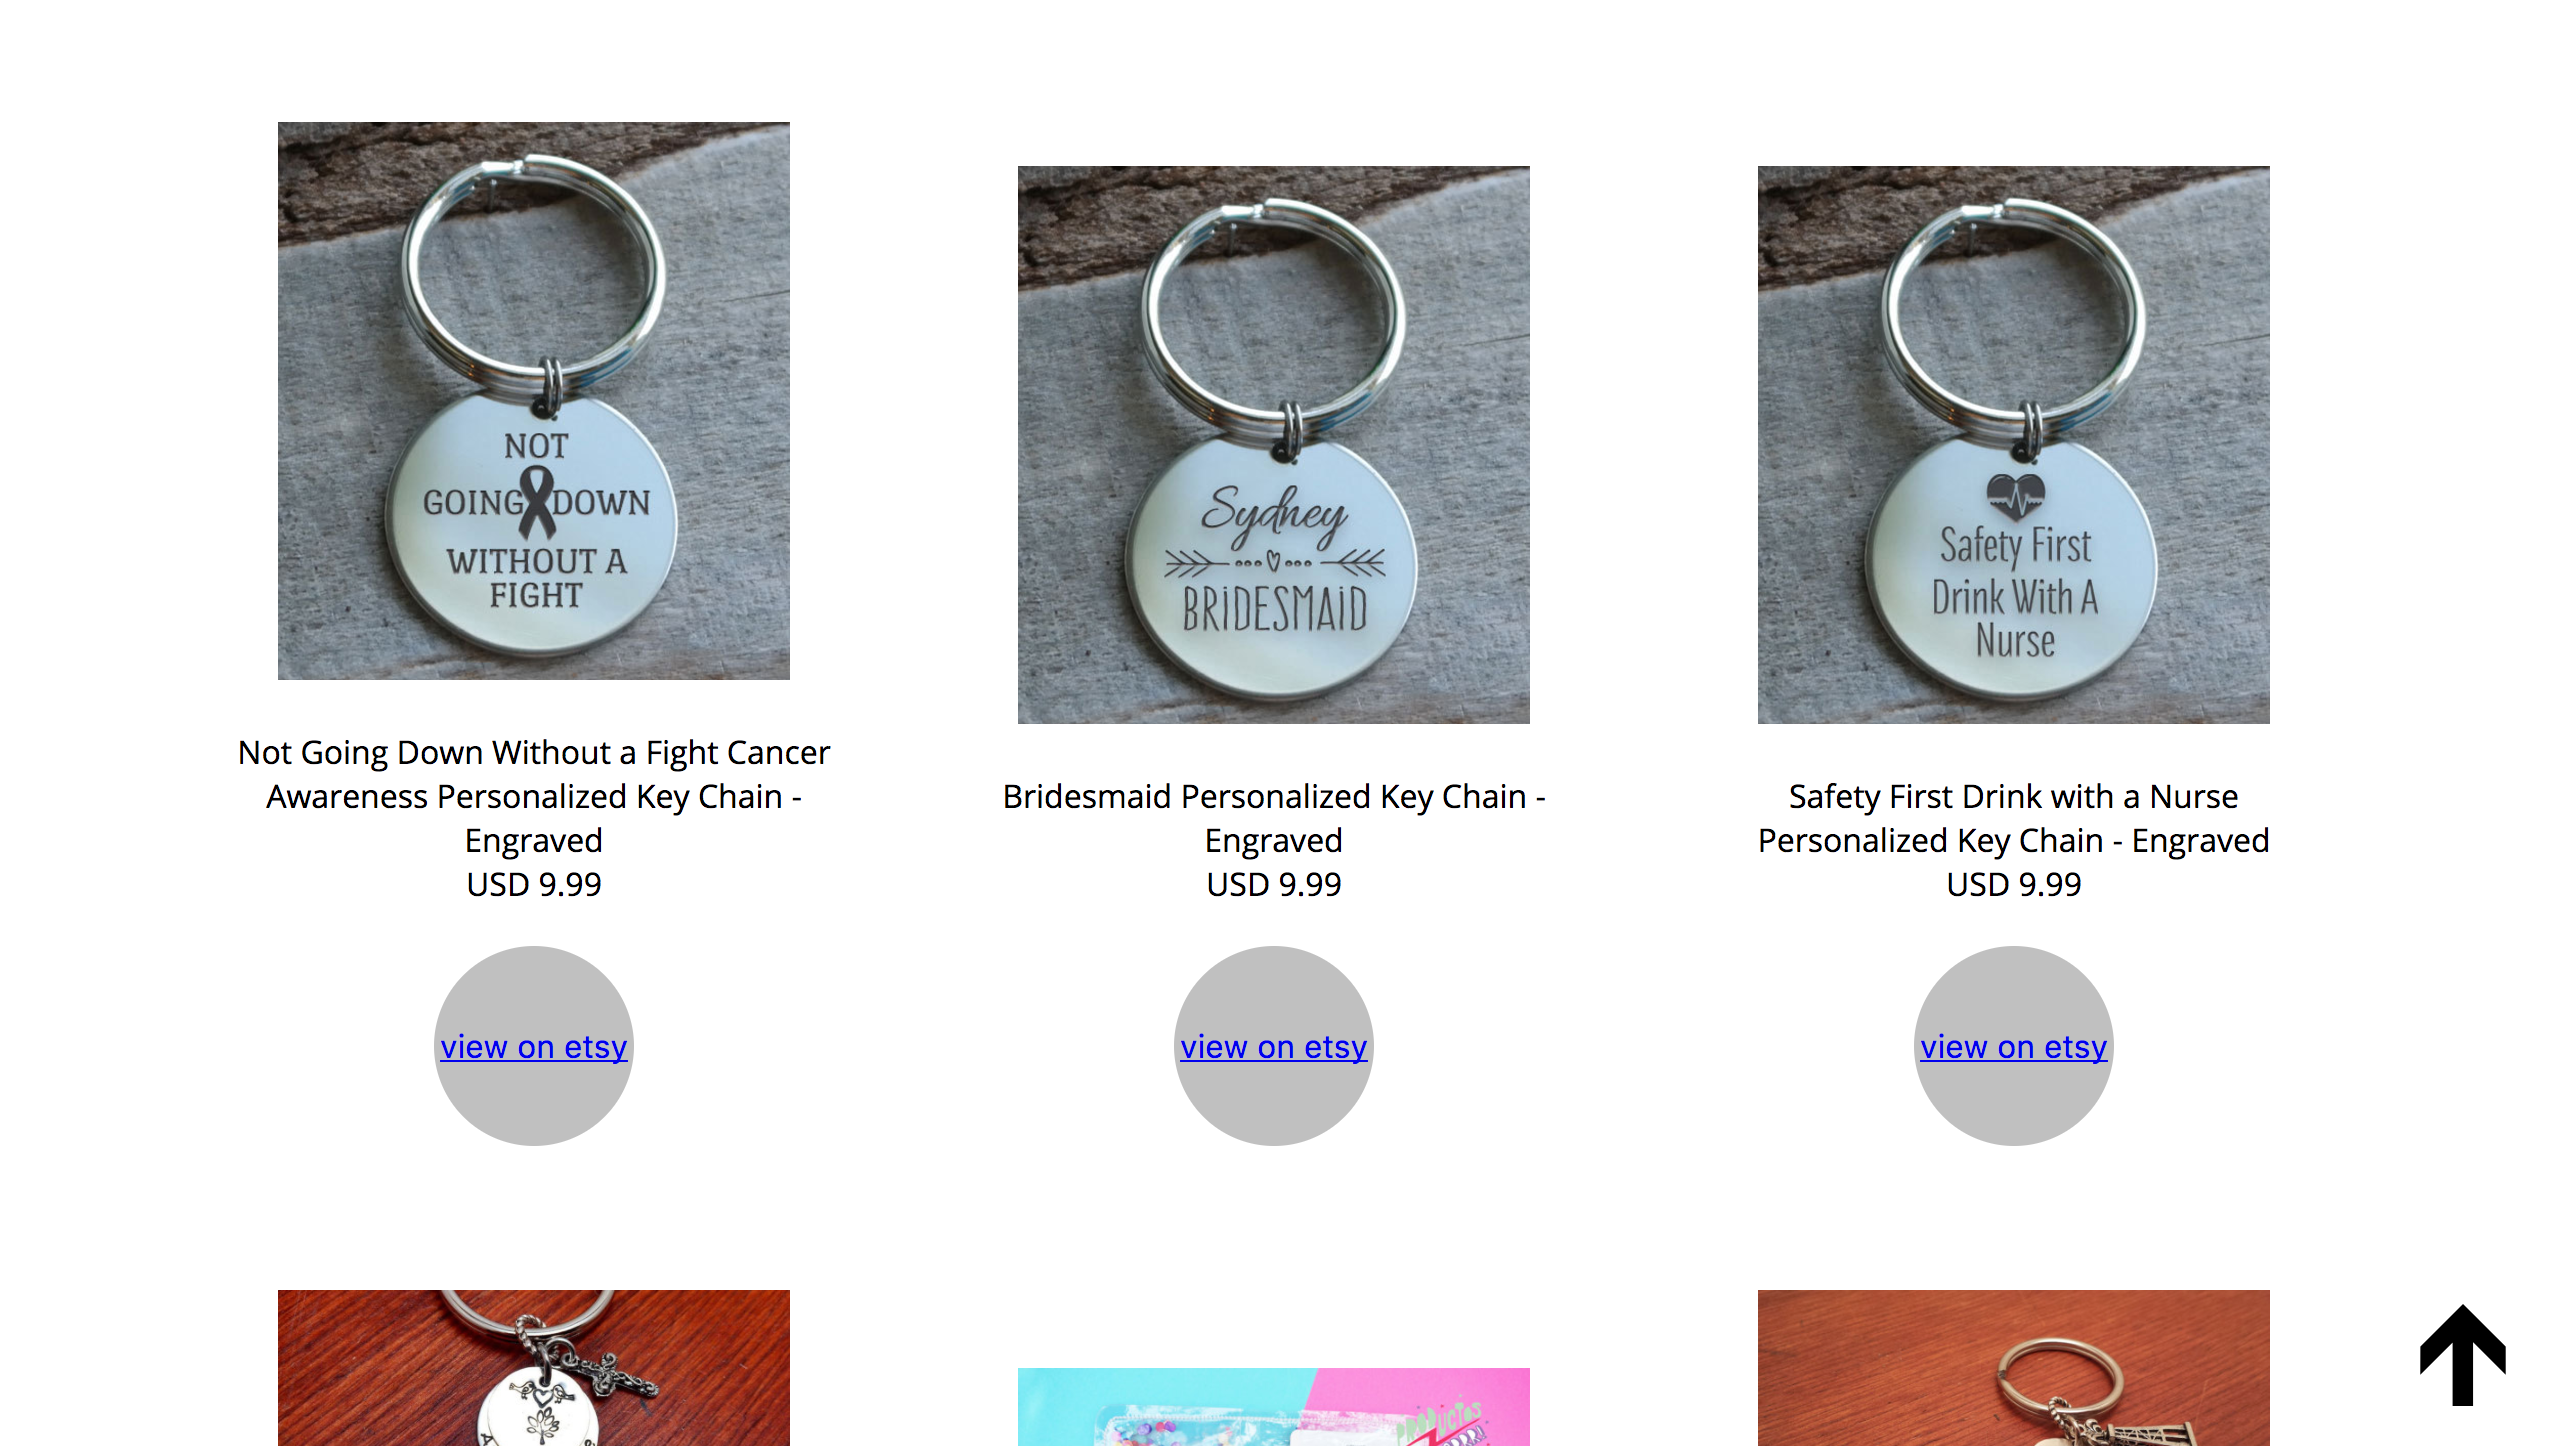 NOT
GOING DOWN
WITHOUT A
FIGHT
Sydney
BRIDESMAID
Safety First
Drink With A
Nurse
Not Going Down Without a Fight Cancer
Awareness Personalized Key Chain -
Engraved
USD 9.99
Bridesmaid Personalized Key Chain -
Engraved
USD 9.99
Safety First Drink with a Nurse
Personalized Key Chain - Engraved
USD 9.99
view on etsy
view on etsy
view on etsy
PRODUCTOS